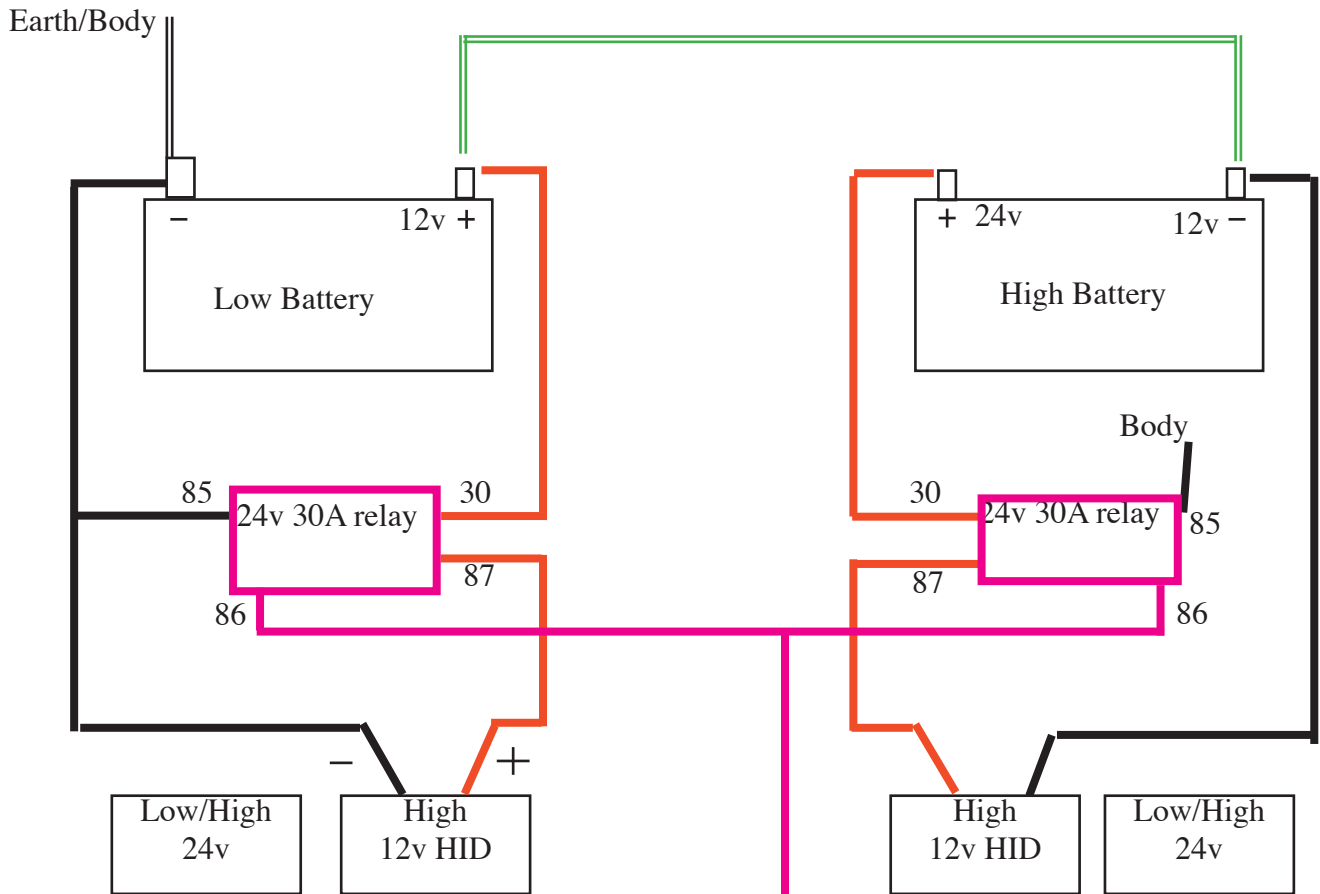 Earth/Body
−
12v +
Low Battery
+ 24v
12v −
High Battery
Body
85
24v 30A relay
30
87
86
30
24v 30A relay
85
87
86
−
+
Low/High
24v
High
12v HID
High
12v HID
Low/High
24v